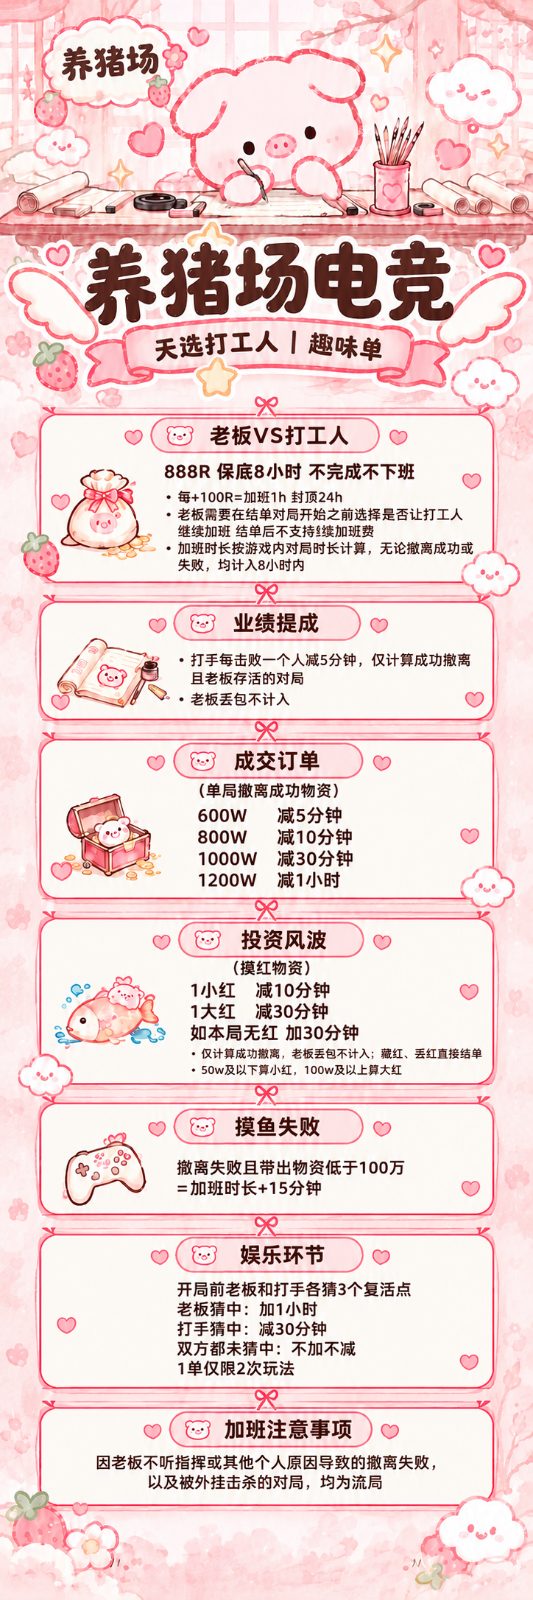 养猪场
养猪场电竞
天选打工人 | 趣味单
老板VS打工人
888R 保底8小时 不完成不下班
• 每+100R=加班1h 封顶24h
• 老板需要在结单对局开始之前选择是否让打工人
继续加班 结单后不支持续加班费
• 加班时长按游戏内对局时长计算，无论撤离成功或
失败，均计入8小时内
业绩提成
• 打手每击败一个人减5分钟，仅计算成功撤离
且老板存活的对局
• 老板丢包不计入
成交订单
（单局撤离成功物资）
600W 减5分钟
800W 减10分钟
1000W 减30分钟
1200W 减1小时
投资风波
（摸红物资）
1小红 减10分钟
1大红 减30分钟
如本局无红 加30分钟
• 仅计算成功撤离，老板丢包不计入；藏红、丢红直接结单
• 50w及以下算小红，100w及以上算大红
摸鱼失败
撤离失败且带出物资低于100万
=加班时长+15分钟
娱乐环节
开局前老板和打手各猜3个复活点
老板猜中：加1小时
打手猜中：减30分钟
双方都未猜中：不加不减
1单仅限2次玩法
加班注意事项
因老板不听指挥或其他个人原因导致的撤离失败，
以及被外挂击杀的对局，均为流局